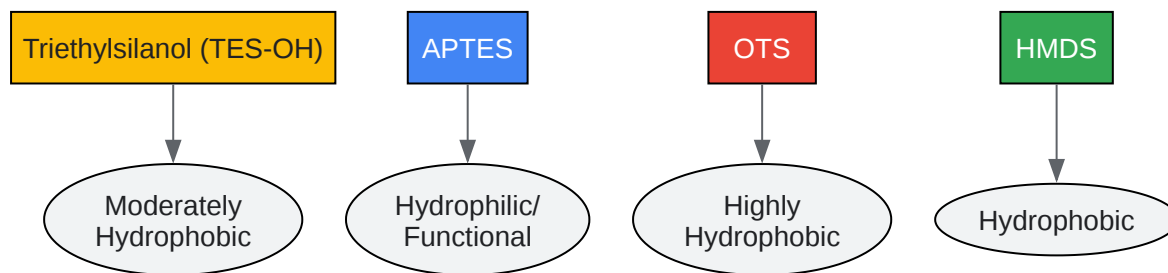 Triethylsilanol (TES-OH)
APTES
OTS
HMDS
Moderately
Hydrophobic
Hydrophilic/
Functional
Highly
Hydrophobic
Hydrophobic